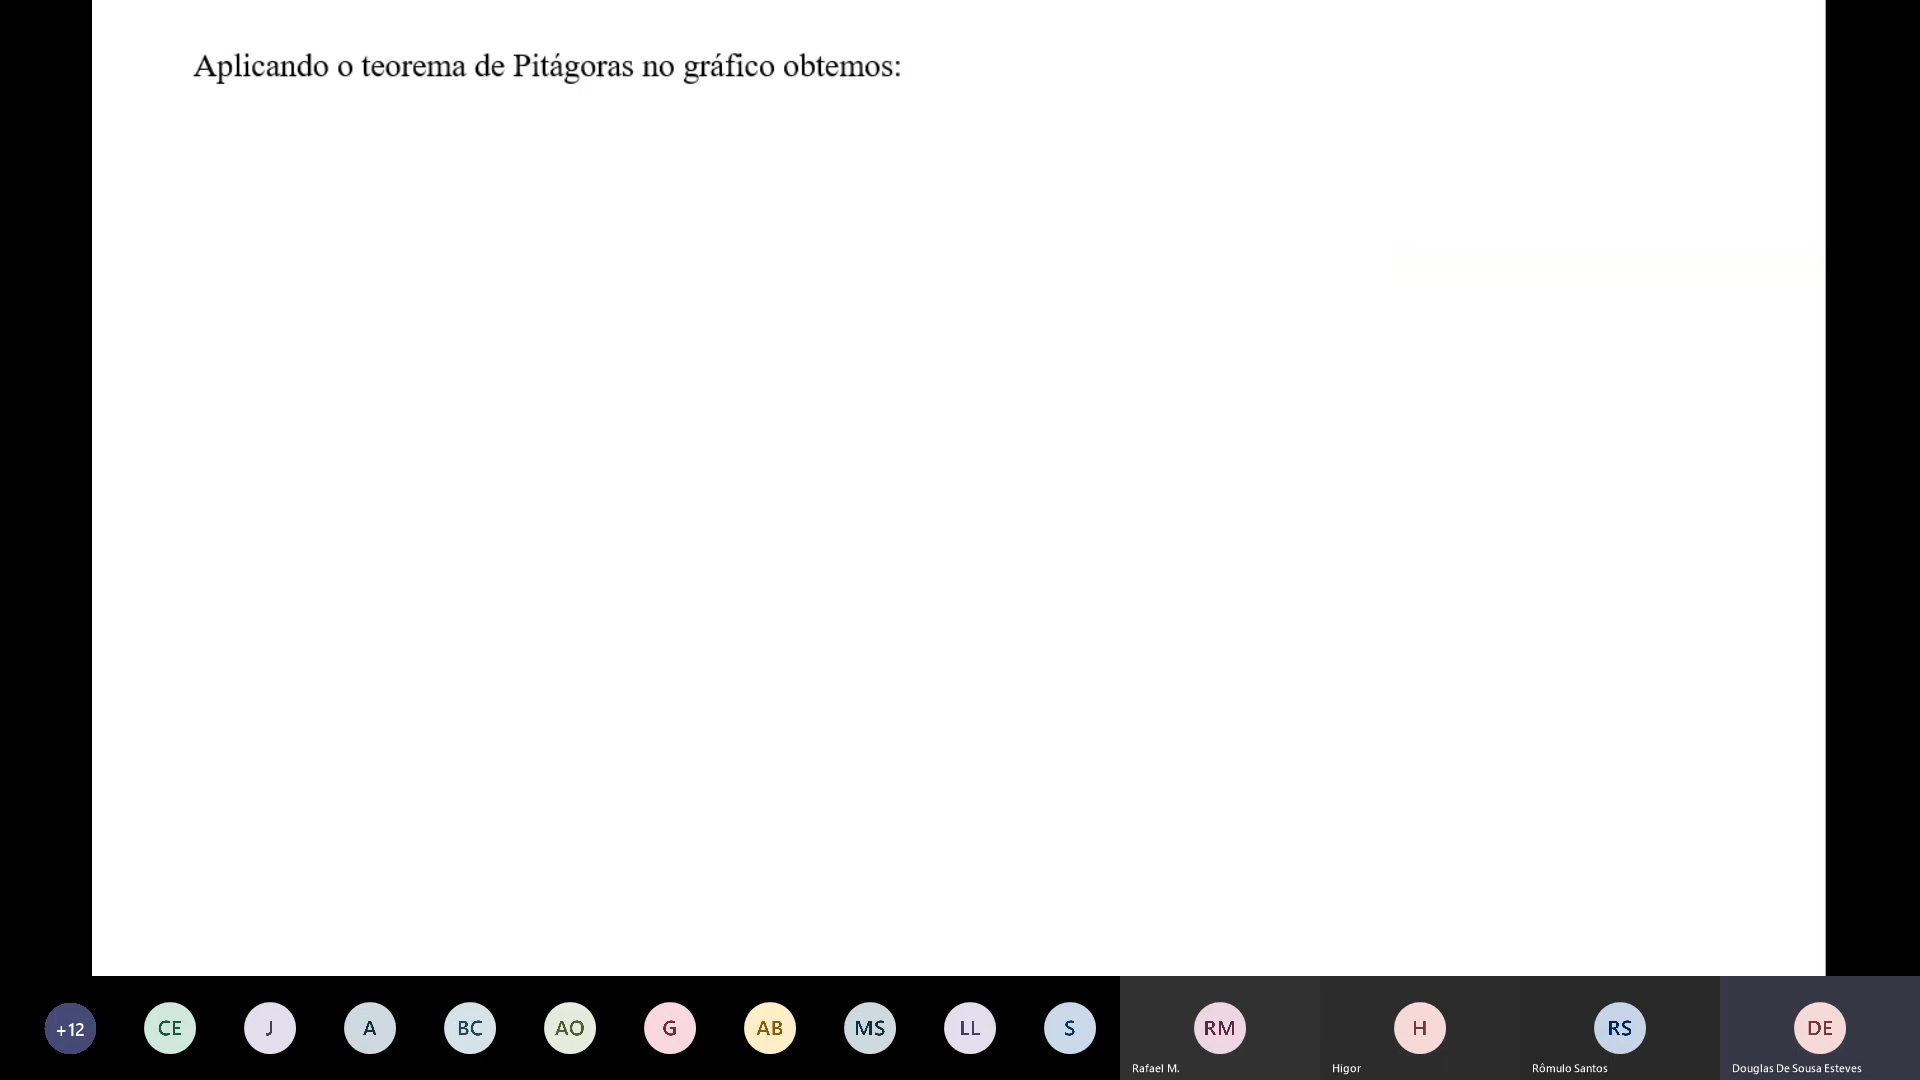 Aplicando o teorema de Pitágoras no gráfico obtemos:
+12 CE J A BC AO G AB MS LL S RM H RS DE
Rafael M. Higor Rômulo Santos Douglas De Sousa Esteves